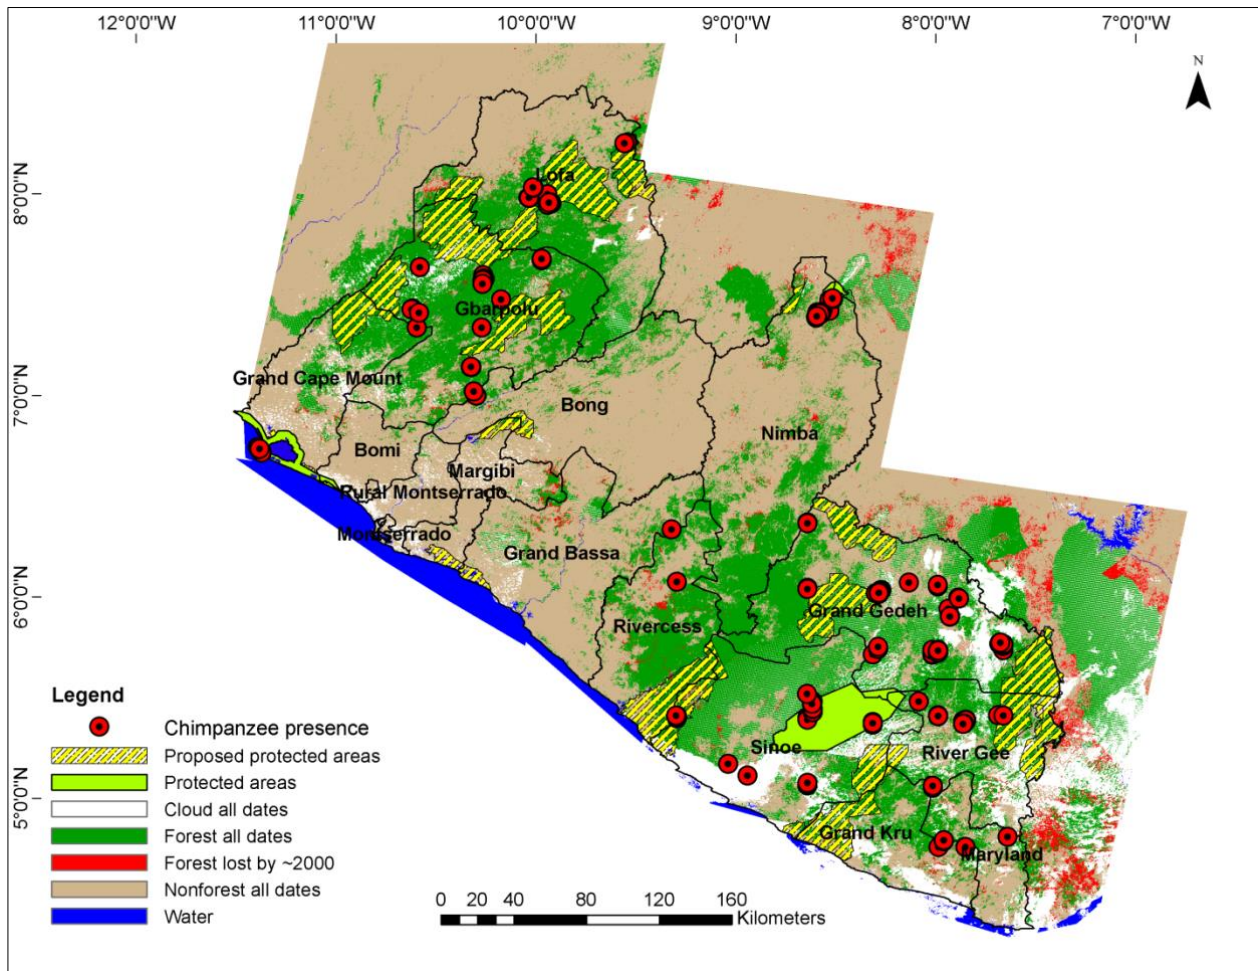 12°0'0"W 11°0'0"W 10°0'0"W 9°0'0"W 8°0'0"W 7°0'0"W
N
8°0'0"N
Lofa
Gbarpolu
7°0'0"N
Grand Cape Mount
Bong
Nimba
Bomi
Margibi
Rural Montserrado
Montserrado
Grand Bassa
6°0'0"N
Grand Gedeh
Rivercess
Sinoe
River Gee
5°0'0"N
Grand Kru
Maryland
Legend
Chimpanzee presence
Proposed protected areas
Protected areas
Cloud all dates
Forest all dates
Forest lost by ~2000
Nonforest all dates
Water
0 20 40 80 120 160
Kilometers